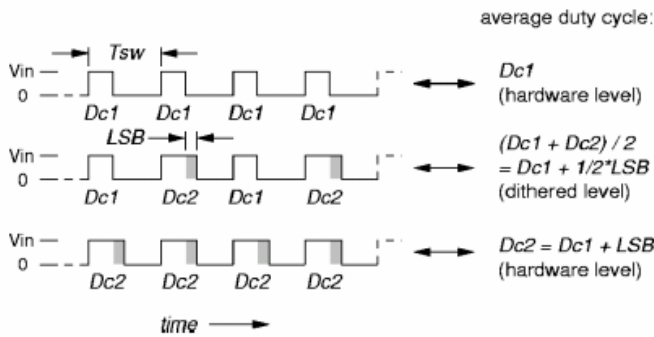 average duty cycle:
Tsw
Vin
0
Dc1 Dc1 Dc1 Dc1
Dc1
(hardware level)
LSB
Vin
0
Dc1 Dc2 Dc1 Dc2
(Dc1 + Dc2) / 2
= Dc1 + 1/2*LSB
(dithered level)
Vin
0
Dc2 Dc2 Dc2 Dc2
Dc2 = Dc1 + LSB
(hardware level)
time